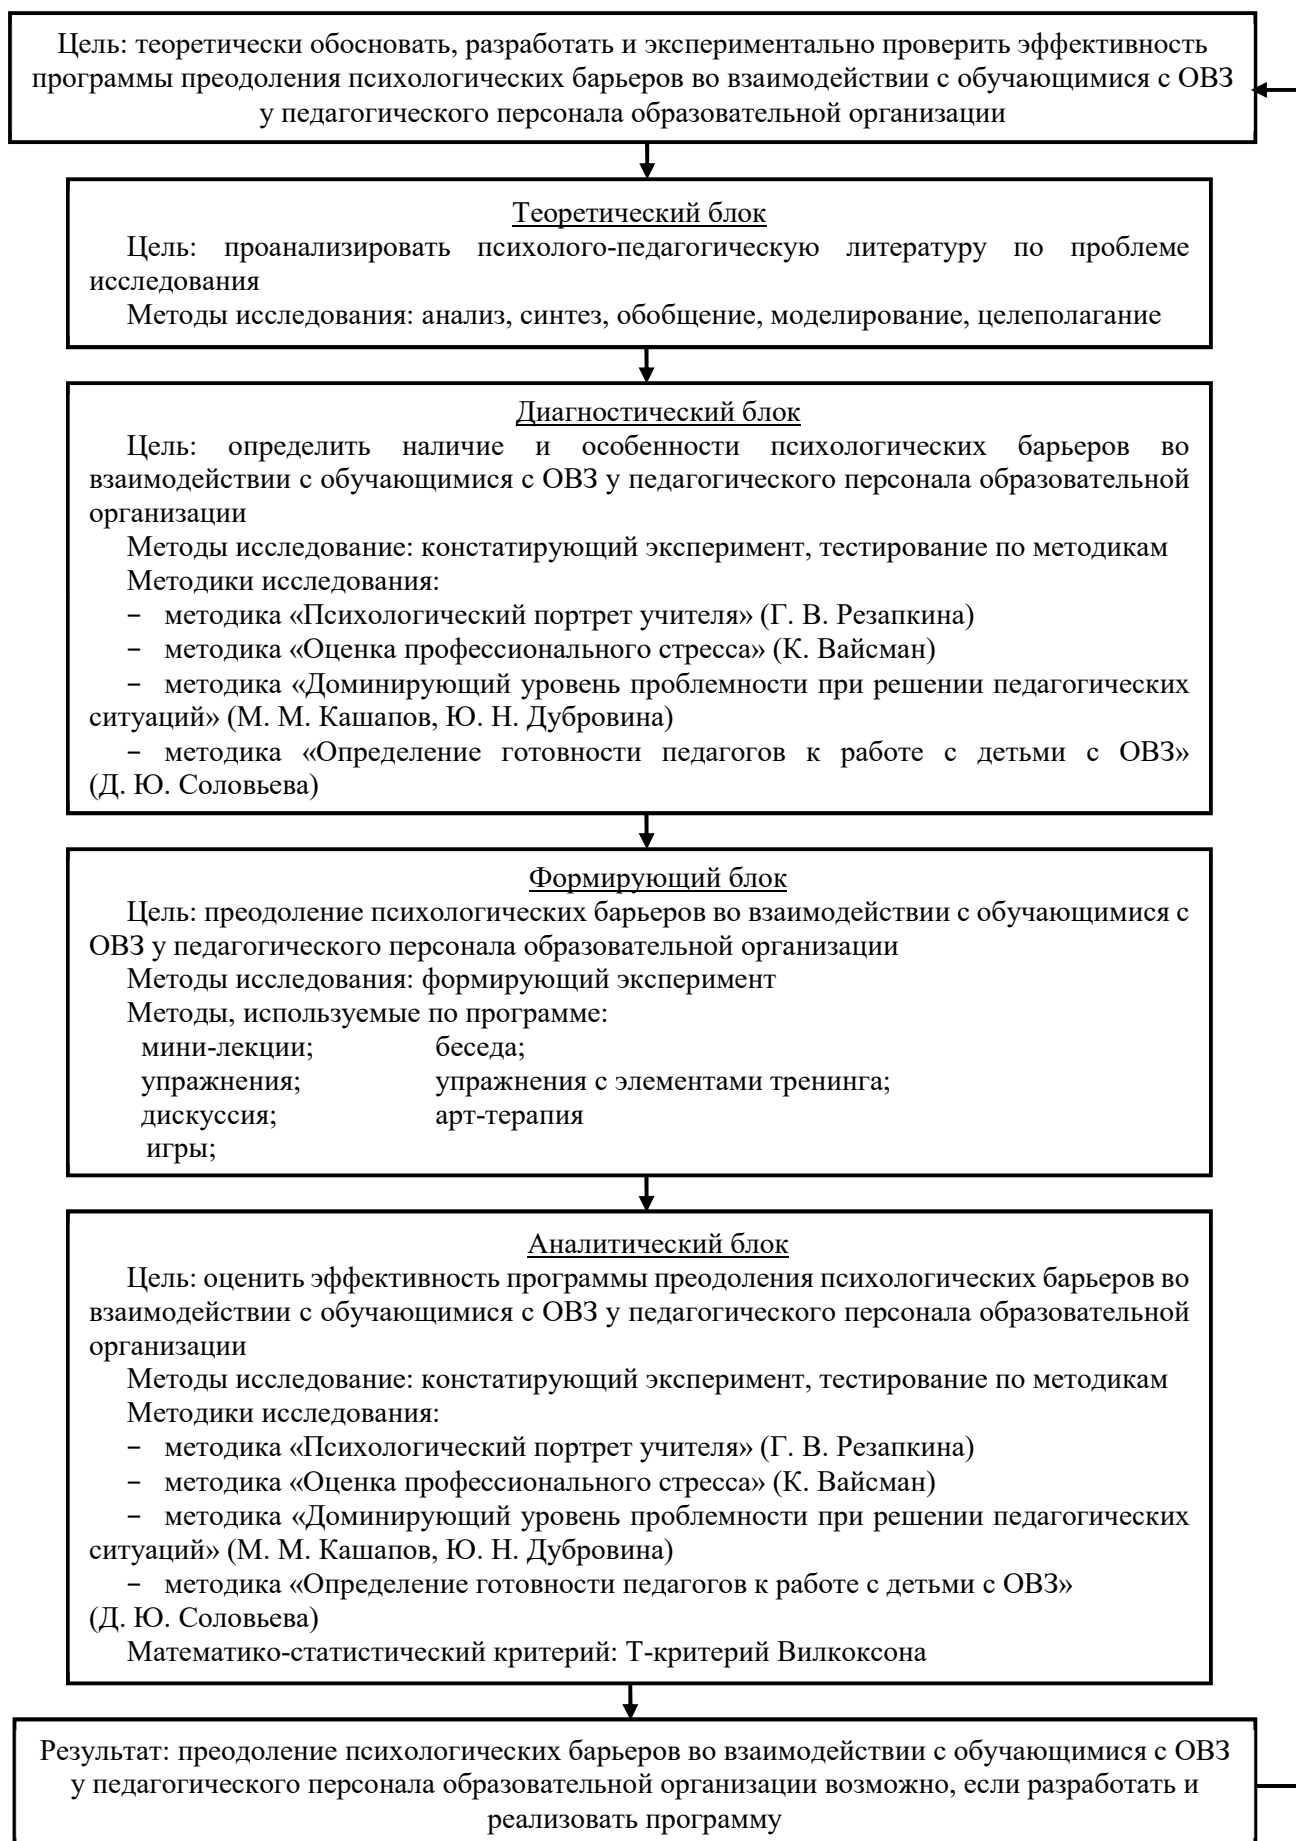 Цель: теоретически обосновать, разработать и экспериментально проверить эффективность
программы преодоления психологических барьеров во взаимодействии с обучающимися с ОВЗ
у педагогического персонала образовательной организации
Теоретический блок
Цель: проанализировать психолого-педагогическую литературу по проблеме
исследования
Методы исследования: анализ, синтез, обобщение, моделирование, целеполагание
Диагностический блок
Цель: определить наличие и особенности психологических барьеров во
взаимодействии с обучающимися с ОВЗ у педагогического персонала образовательной
организации
Методы исследование: констатирующий эксперимент, тестирование по методикам
Методики исследования:
− методика «Психологический портрет учителя» (Г. В. Резапкина)
− методика «Оценка профессионального стресса» (К. Вайсман)
− методика «Доминирующий уровень проблемности при решении педагогических
ситуаций» (М. М. Кашапов, Ю. Н. Дубровина)
− методика «Определение готовности педагогов к работе с детьми с ОВЗ»
(Д. Ю. Соловьева)
Формирующий блок
Цель: преодоление психологических барьеров во взаимодействии с обучающимися с
ОВЗ у педагогического персонала образовательной организации
Методы исследования: формирующий эксперимент
Методы, используемые по программе:
мини-лекции; беседа;
упражнения; упражнения с элементами тренинга;
дискуссия; арт-терапия
игры;
Аналитический блок
Цель: оценить эффективность программы преодоления психологических барьеров во
взаимодействии с обучающимися с ОВЗ у педагогического персонала образовательной
организации
Методы исследование: констатирующий эксперимент, тестирование по методикам
Методики исследования:
− методика «Психологический портрет учителя» (Г. В. Резапкина)
− методика «Оценка профессионального стресса» (К. Вайсман)
− методика «Доминирующий уровень проблемности при решении педагогических
ситуаций» (М. М. Кашапов, Ю. Н. Дубровина)
− методика «Определение готовности педагогов к работе с детьми с ОВЗ»
(Д. Ю. Соловьева)
Математико-статистический критерий: Т-критерий Вилкоксона
Результат: преодоление психологических барьеров во взаимодействии с обучающимися с ОВЗ
у педагогического персонала образовательной организации возможно, если разработать и
реализовать программу